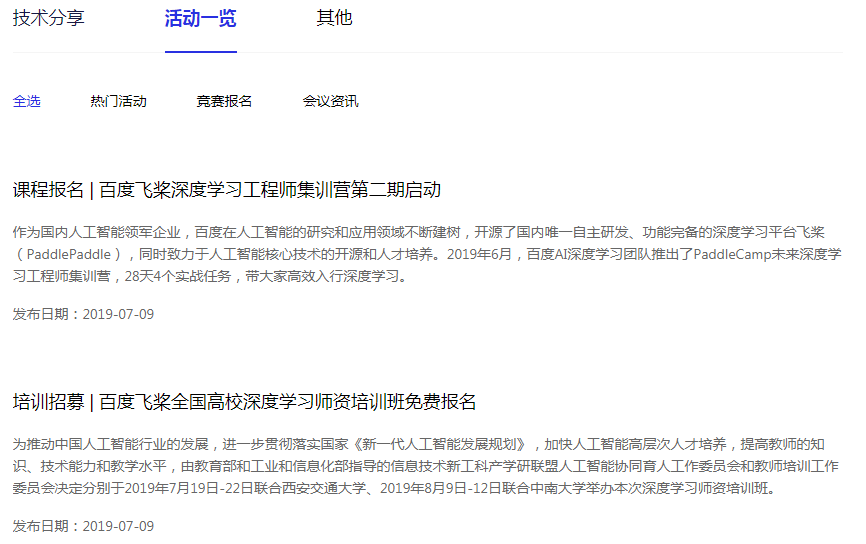 技术分享 活动一览 其他
全选 热门活动 竞赛报名 会议资讯
课程报名 | 百度飞桨深度学习工程师集训营第二期启动
作为国内人工智能领军企业，百度在人工智能的研究和应用领域不断建树，开源了国内唯一自主研发、功能完备的深度学习平台飞桨
（PaddlePaddle），同时致力于人工智能核心技术的开源和人才培养。2019年6月，百度AI深度学习团队推出了PaddleCamp未来深度学
习工程师集训营，28天4个实战任务，带大家高效入行深度学习。
发布日期：2019-07-09
培训招募 | 百度飞桨全国高校深度学习师资培训班免费报名
为推动中国人工智能行业的发展，进一步贯彻落实国家《新一代人工智能发展规划》，加快人工智能高层次人才培养，提高教师的知
识、技术能力和教学水平，由教育部和工业和信息化部指导的信息技术新工科产学研联盟人工智能协同育人工作委员会和教师培训工作
委员会决定分别于2019年7月19日-22日联合西安交通大学、2019年8月9日-12日联合中南大学举办本次深度学习师资培训班。
发布日期：2019-07-09